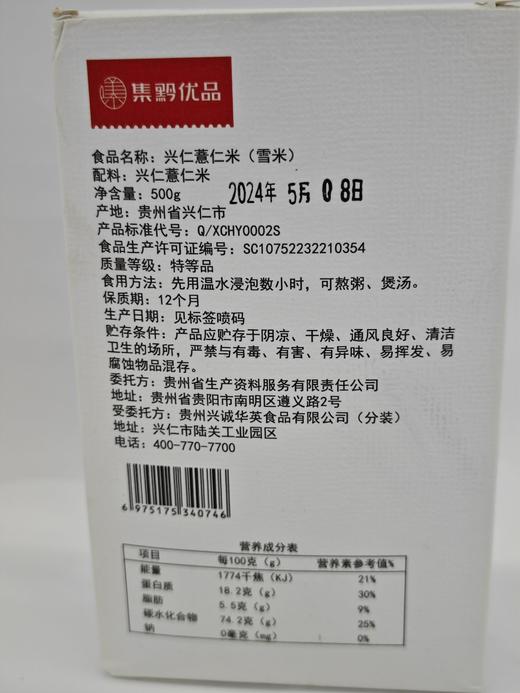 集黔优品
食品名称：兴仁薏仁米（雪米）
配料：兴仁薏仁米
净含量：500g
2024年 5月 08日
产地：贵州省兴仁市
产品标准代号：Q/XCHY0002S
食品生产许可证编号：SC10752232210354
质量等级：特等品
食用方法：先用温水浸泡数小时，可熬粥、煲汤。
保质期：12个月
生产日期：见标签喷码
贮存条件：产品应贮存于阴凉、干燥、通风良好、清洁
卫生的场所，严禁与有毒、有害、有异味、易挥发、易
腐蚀物品混存。
委托方：贵州省生产资料服务有限责任公司
地址：贵州省贵阳市南明区遵义路2号
受委托方：贵州兴诚华英食品有限公司（分装）
地址：兴仁市陆关工业园区
电话：400-770-7700
6 975175 340746
营养成分表
项目 每100克（g） 营养素参考值%
能量 1774千焦（KJ） 21%
蛋白质 18.2克（g） 30%
脂肪 5.5克（g） 9%
碳水化合物 74.2克（g） 25%
钠 0毫克（mg） 0%